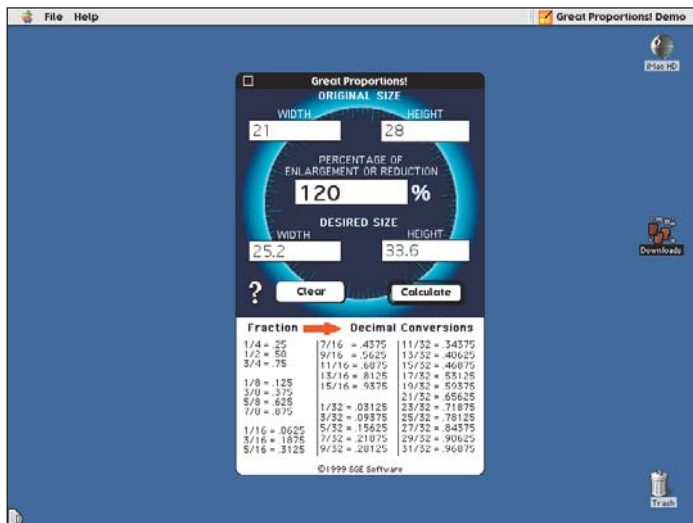 File Help
Great Proportions! Demo
iMac HD
Great Proportions!
ORIGINAL SIZE
WIDTH HEIGHT
21 28
PERCENTAGE OF
ENLARGEMENT OR REDUCTION
120 %
DESIRED SIZE
WIDTH HEIGHT
25.2 33.6
? Clear Calculate
Downloads
Fraction Decimal Conversions
1/4 = .25
1/2 = .50
3/4 = .75
1/8 = .125
3/8 = .375
5/8 = .625
7/8 = .875
1/16 = .0625
3/16 = .1875
5/16 = .3125
7/16 = .4375
9/16 = .5625
11/16 = .6875
13/16 = .8125
15/16 = .9375
1/32 = .03125
3/32 = .09375
5/32 = .15625
7/32 = .21875
9/32 = .28125
11/32 = .34375
13/32 = .40625
15/32 = .46875
17/32 = .53125
19/32 = .59375
21/32 = .65625
23/32 = .71875
25/32 = .78125
27/32 = .84375
29/32 = .90625
31/32 = .96875
©1999 SGE Software
Trash